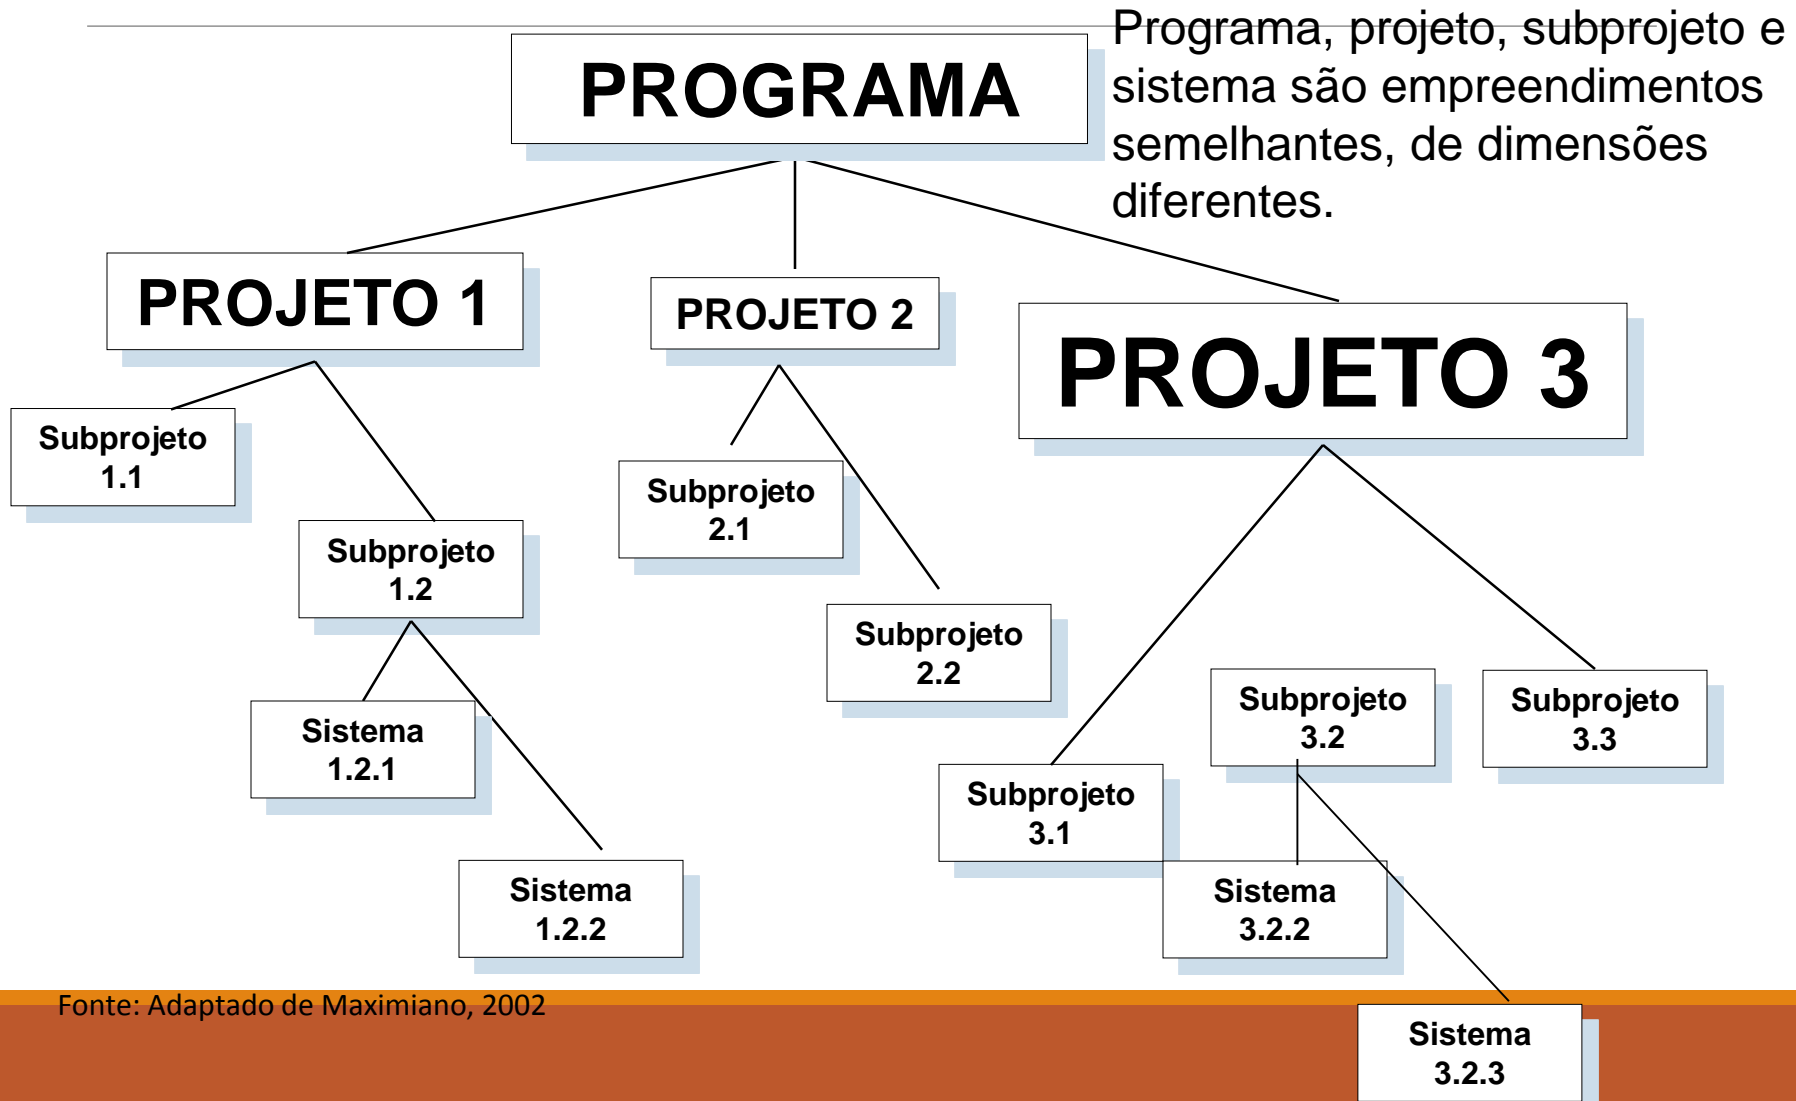 Programa, projeto, subprojeto e
sistema são empreendimentos
semelhantes, de dimensões
diferentes.
PROGRAMA
PROJETO 1
PROJETO 2
PROJETO 3
Subprojeto
1.1
Subprojeto
1.2
Subprojeto
2.1
Subprojeto
2.2
Subprojeto
3.1
Subprojeto
3.2
Subprojeto
3.3
Sistema
1.2.1
Sistema
1.2.2
Sistema
3.2.2
Sistema
3.2.3
Fonte: Adaptado de Maximiano, 2002